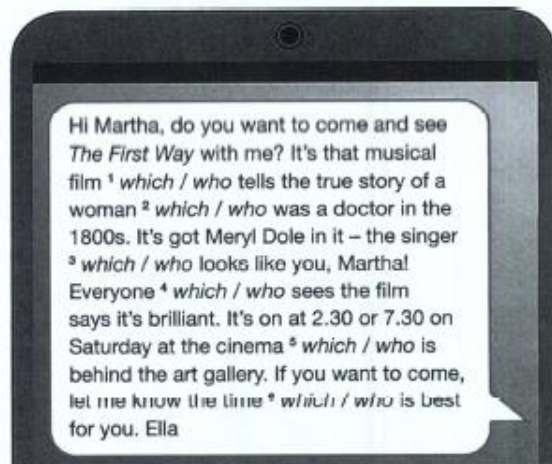 Hi Martha, do you want to come and see
The First Way with me? It's that musical
film ¹ which / who tells the true story of a
woman ² which / who was a doctor in the
1800s. It's got Meryl Dole in it – the singer
³ which / who looks like you, Martha!
Everyone ⁴ which / who sees the film
says it's brilliant. It's on at 2.30 or 7.30 on
Saturday at the cinema ⁵ which / who is
behind the art gallery. If you want to come,
let me know the time ⁶ which / who is best
for you. Ella